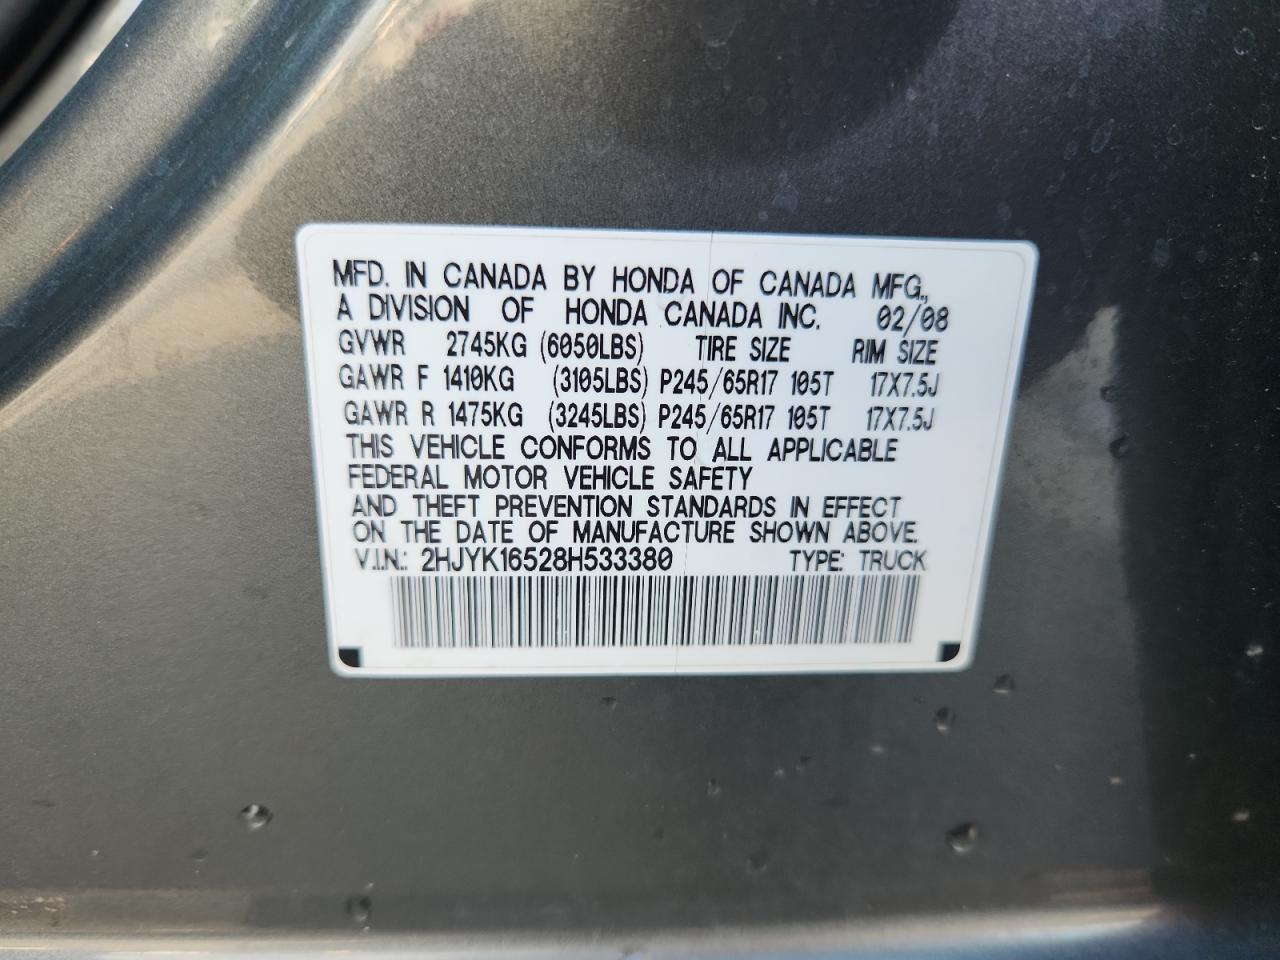 MFD. IN CANADA BY HONDA OF CANADA MFG.,
A DIVISION OF HONDA CANADA INC. 02/08
GVWR 2745KG (6050LBS) TIRE SIZE RIM SIZE
GAWR F 1410KG (3105LBS) P245/65R17 105T 17X7.5J
GAWR R 1475KG (3245LBS) P245/65R17 105T 17X7.5J
THIS VEHICLE CONFORMS TO ALL APPLICABLE
FEDERAL MOTOR VEHICLE SAFETY
AND THEFT PREVENTION STANDARDS IN EFFECT
ON THE DATE OF MANUFACTURE SHOWN ABOVE.
V.I.N.: 2HJYK16528H533380 TYPE: TRUCK